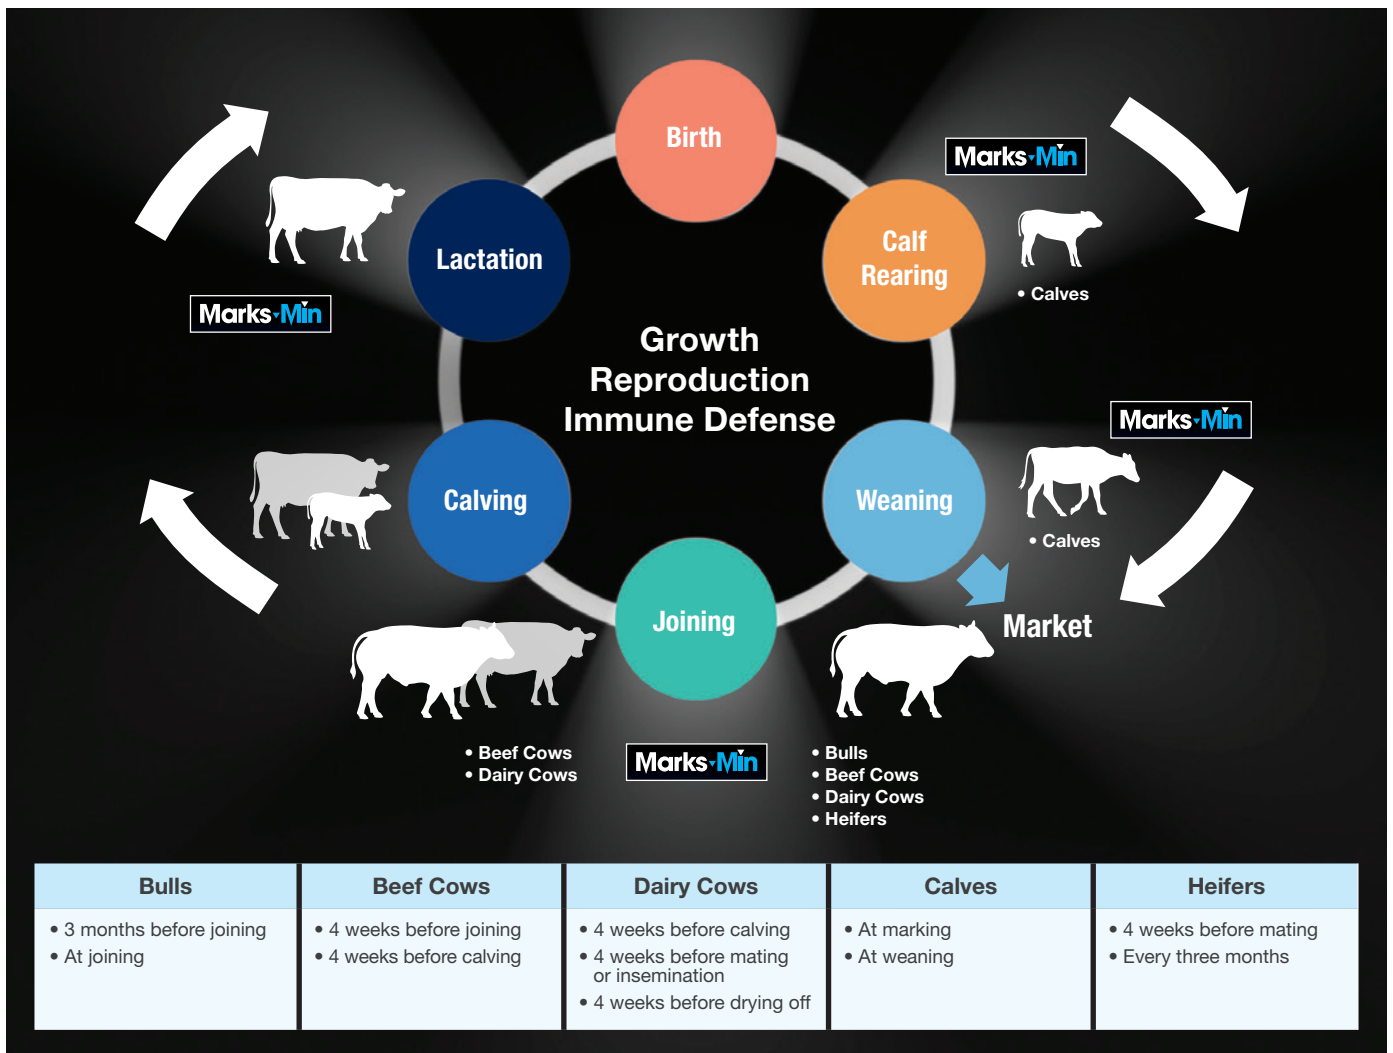 Birth
Marks-Min
Calf
Rearing
• Calves
Lactation
Marks-Min
Growth
Reproduction
Immune Defense
Marks-Min
Calving
Weaning
• Calves
Joining
Market
• Beef Cows
• Dairy Cows
Marks-Min
• Bulls
• Beef Cows
• Dairy Cows
• Heifers
Bulls
• 3 months before joining
• At joining
Beef Cows
• 4 weeks before joining
• 4 weeks before calving
Dairy Cows
• 4 weeks before calving
• 4 weeks before mating
or insemination
• 4 weeks before drying off
Calves
• At marking
• At weaning
Heifers
• 4 weeks before mating
• Every three months